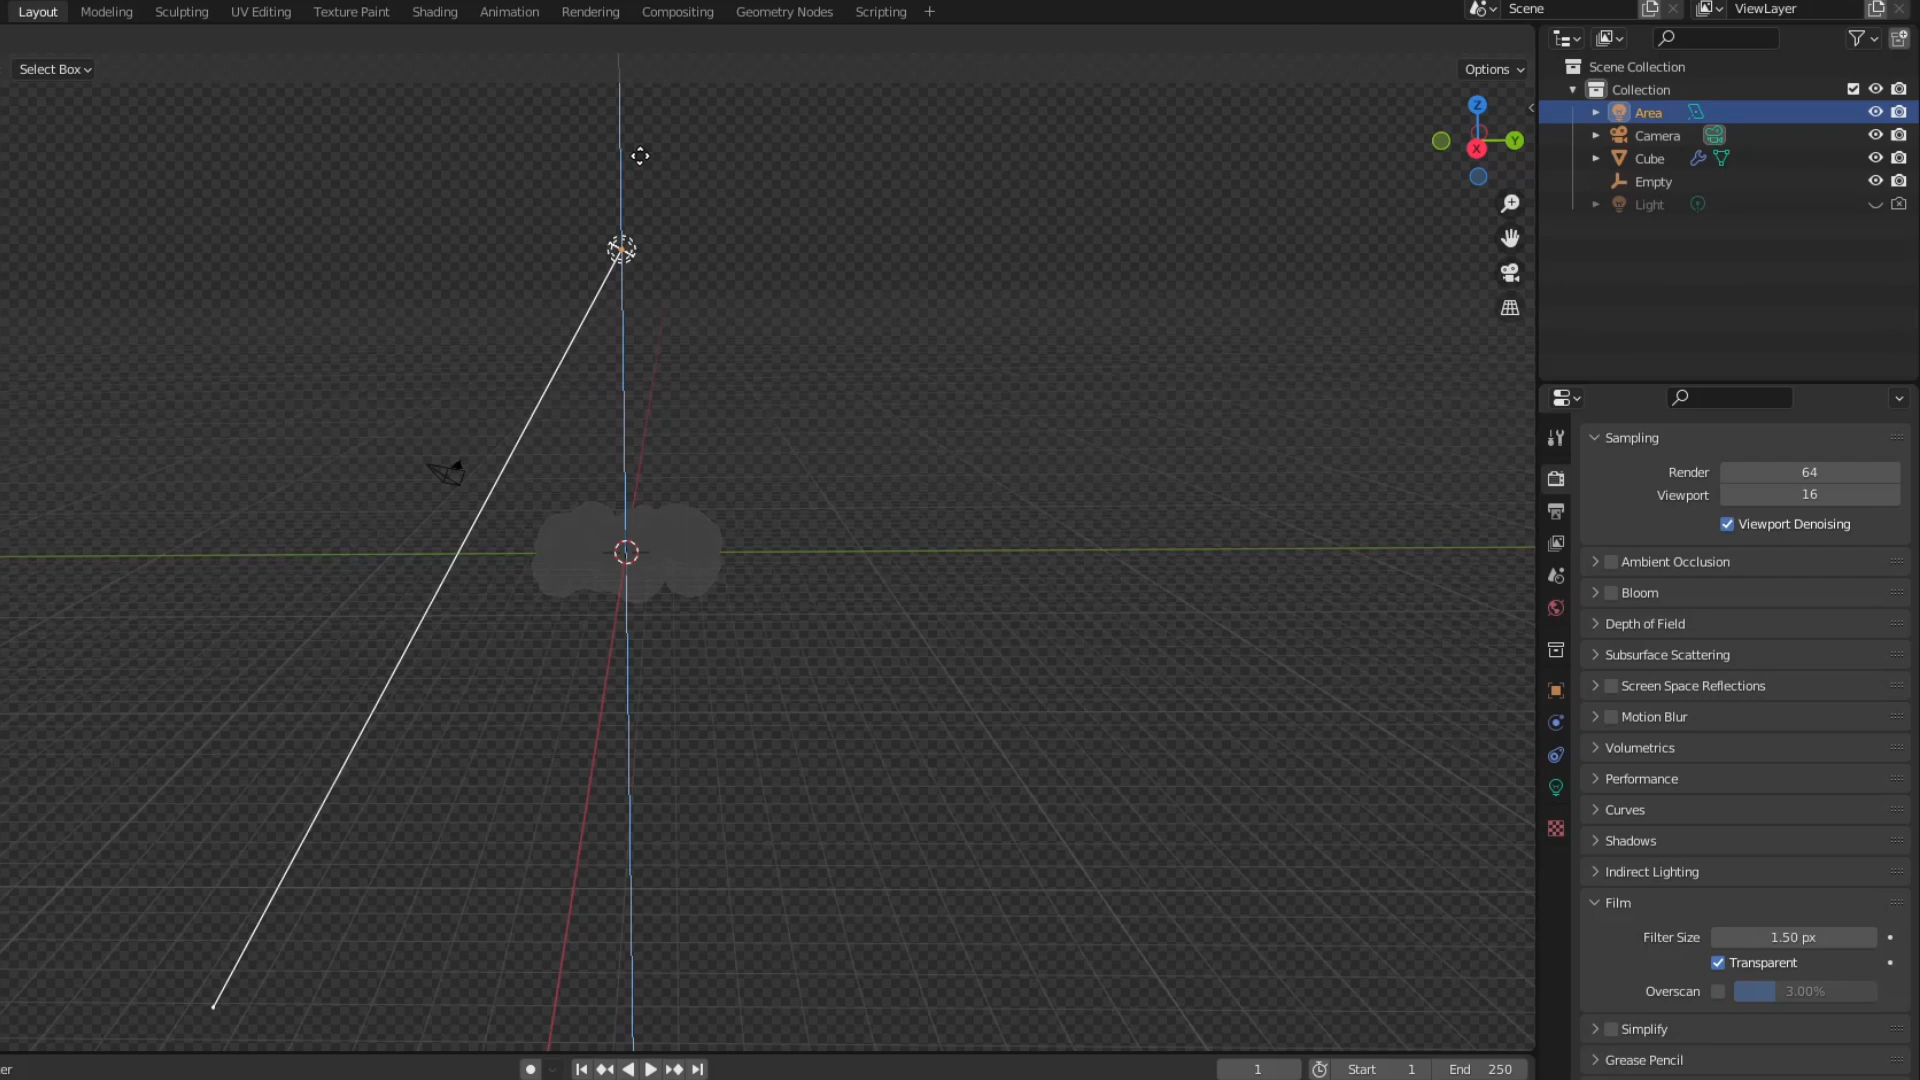 Layout Modeling Sculpting UV Editing Texture Paint Shading Animation Rendering Compositing Geometry Nodes Scripting +
Scene
ViewLayer
Select Box
Options
Z
Y
X
Scene Collection
Collection
Area
Camera
Cube
Empty
Light
Sampling
Render 64
Viewport 16
Viewport Denoising
Ambient Occlusion
Bloom
Depth of Field
Subsurface Scattering
Screen Space Reflections
Motion Blur
Volumetrics
Performance
Curves
Shadows
Indirect Lighting
Film
Filter Size 1.50 px
Transparent
Overscan 3.00%
Simplify
Grease Pencil
er
1 Start 1 End 250